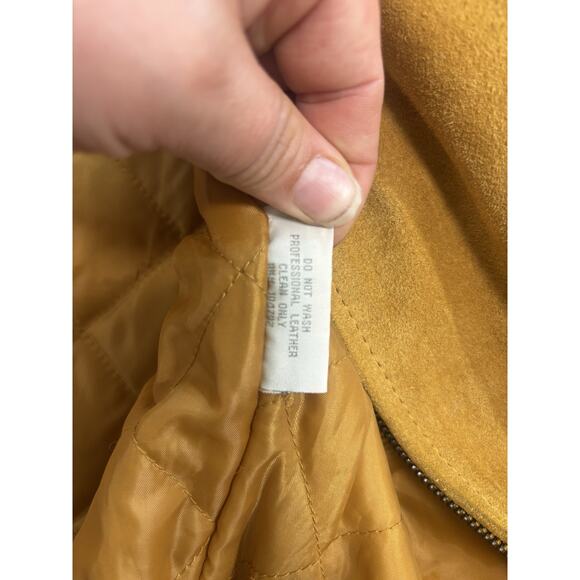 DO NOT WASH
PROFESSIONAL LEATHER
CLEAN ONLY